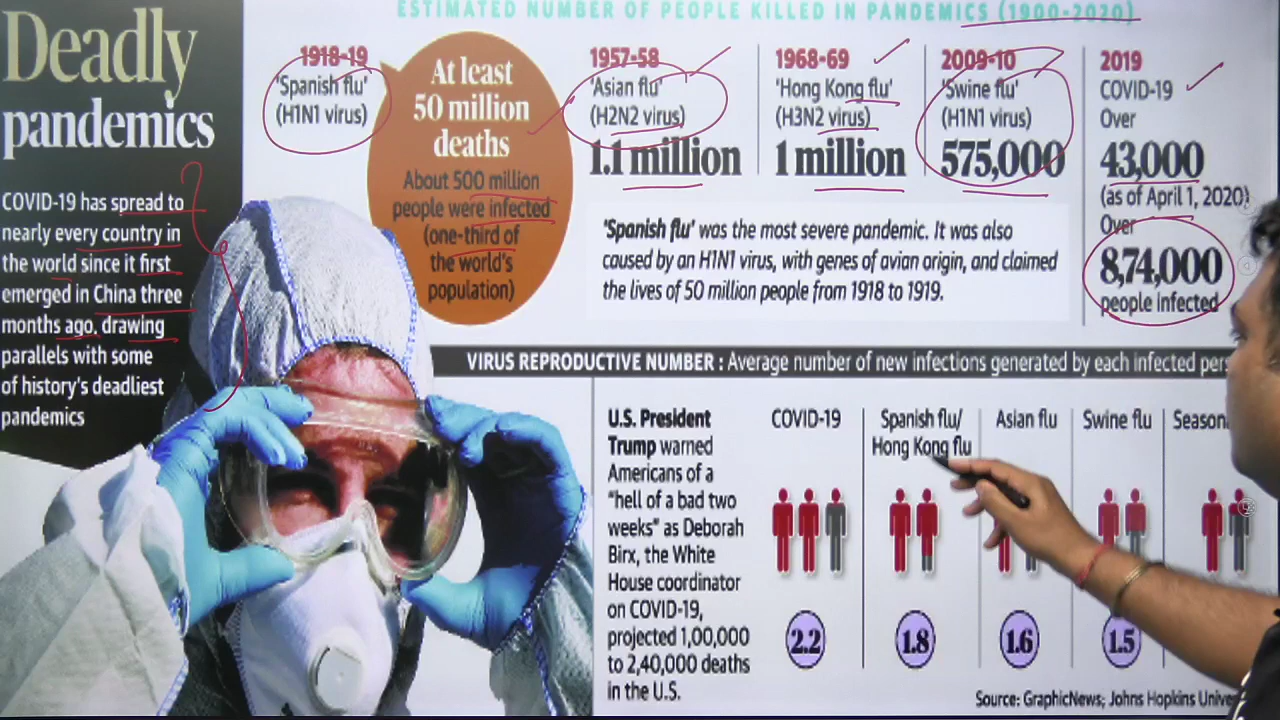 ESTIMATED NUMBER OF PEOPLE KILLED IN PANDEMICS (1900-2020)
Deadly
pandemics
COVID-19 has spread to
nearly every country in
the world since it first
emerged in China three
months ago, drawing
parallels with some
of history's deadliest
pandemics
1918-19
'Spanish flu'
(H1N1 virus)
At least
50 million
deaths
About 500 million
people were infected
(one-third of
the world's
population)
1957-58
'Asian flu'
(H2N2 virus)
1.1 million
1968-69
'Hong Kong flu'
(H3N2 virus)
1 million
2009-10
'Swine flu'
(H1N1 virus)
575,000
2019
COVID-19
Over
43,000
(as of April 1, 2020)
Over
8,74,000
people infected
'Spanish flu' was the most severe pandemic. It was also
caused by an H1N1 virus, with genes of avian origin, and claimed
the lives of 50 million people from 1918 to 1919.
VIRUS REPRODUCTIVE NUMBER : Average number of new infections generated by each infected
U.S. President
Trump warned
Americans of a
"hell of a bad two
weeks" as Deborah
Birx, the White
House coordinator
on COVID-19,
projected 1,00,000
to 2,40,000 deaths
in the U.S.
COVID-19
2.2
Spanish flu/
Hong Kong flu
1.8
Asian flu
1.6
Swine flu
1.5
Source: GraphicNews; Johns Hopkins